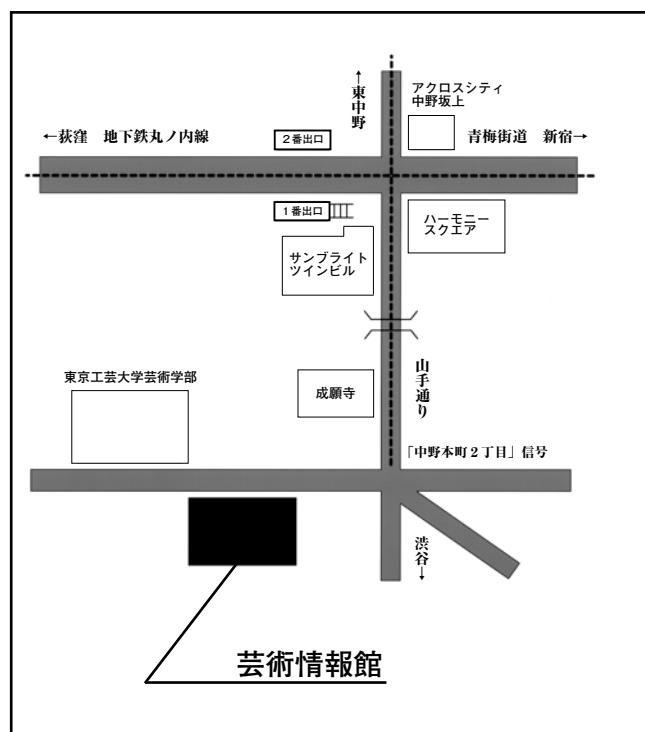 アクロスシティ
中野坂上
←東中野
←荻窪 地下鉄丸ノ内線
2番出口
青梅街道 新宿→
1番出口
ハーモニー
スクエア
サンブライト
ツインビル
山手通り
東京工芸大学芸術学部
成願寺
「中野本町2丁目」信号
渋谷→
芸術情報館